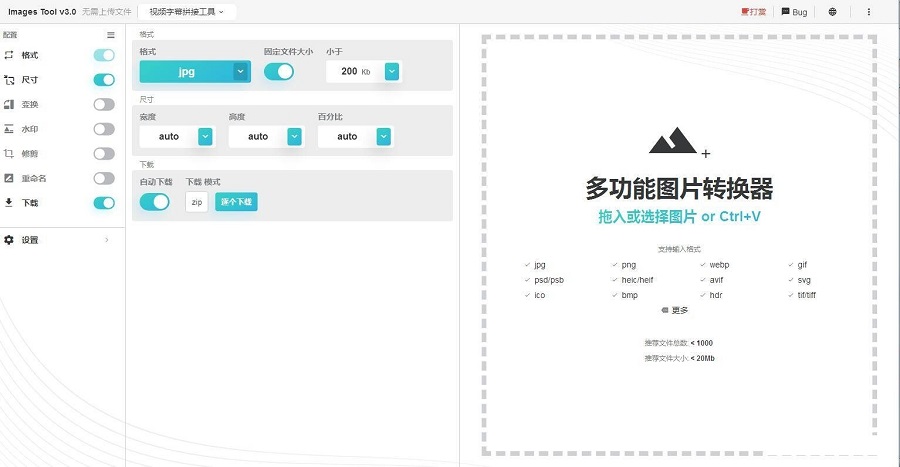 Images Tool v3.0 无需上传文件 视频字幕拼接工具 打赏 Bug
配置
格式
尺寸
变换
水印
修剪
重命名
下载
设置
格式
格式 固定文件大小 小于
jpg 200 Kb
尺寸
宽度 高度 百分比
auto auto auto
下载
自动下载 下载 模式
zip 逐个下载
多功能图片转换器
拖入或选择图片 or Ctrl+V
支持输入格式
jpg png webp gif
psd/psb heic/heif avif svg
ico bmp hdr tif/tiff
更多
推荐文件总数: < 1000
推荐文件大小: < 20Mb